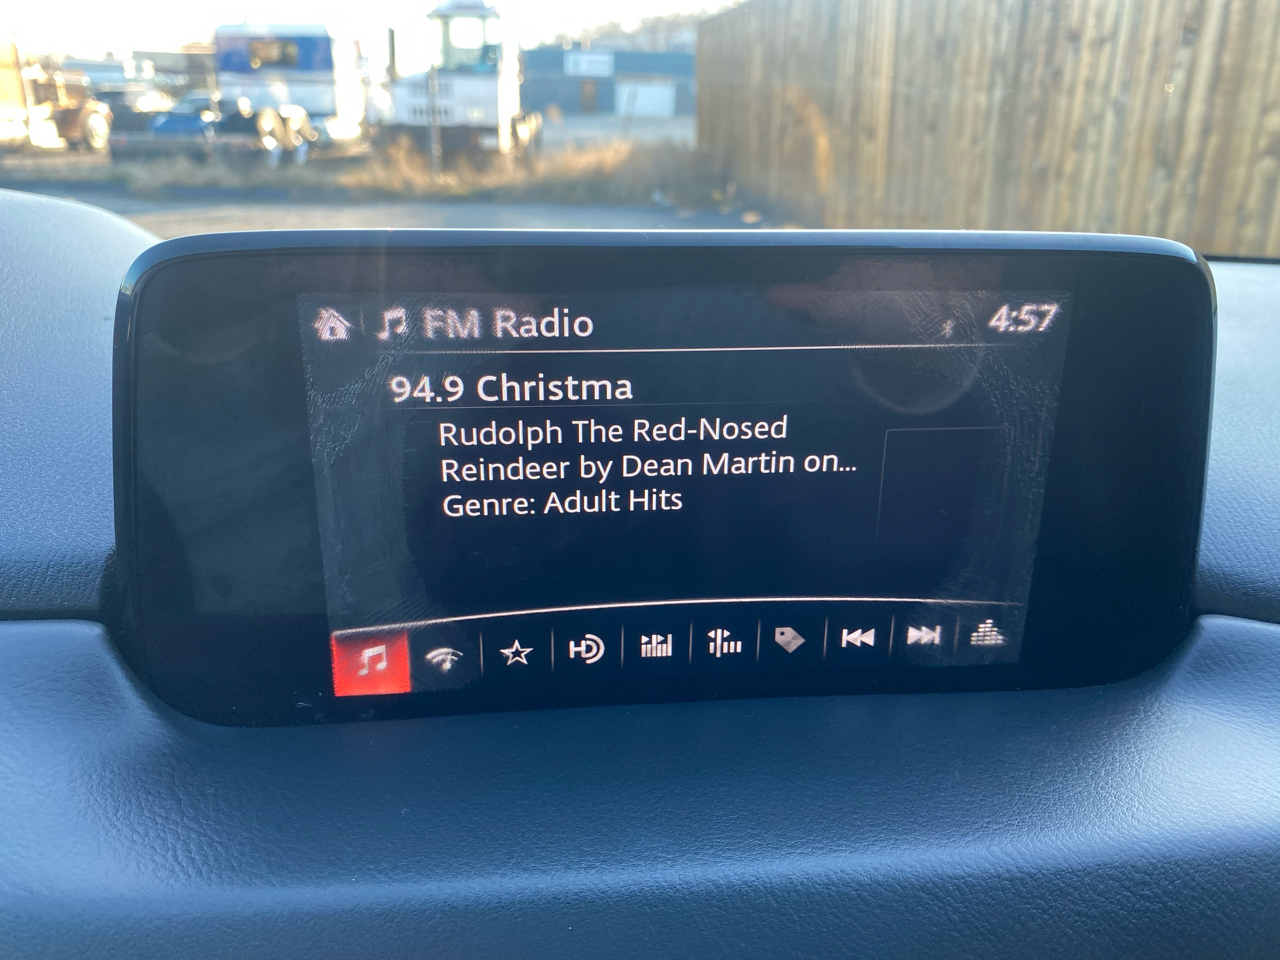 FM Radio
4:57
94.9 Christma
Rudolph The Red-Nosed
Reindeer by Dean Martin on...
Genre: Adult Hits
HD